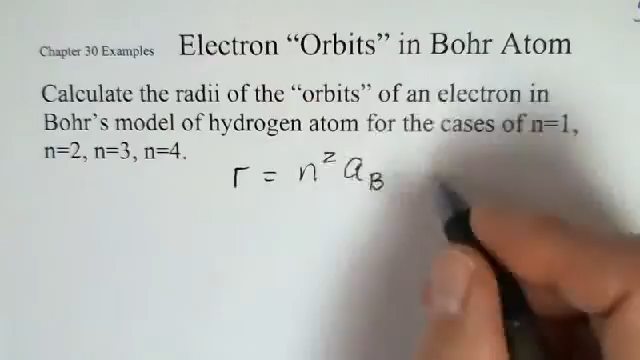 Chapter 30 Examples Electron “Orbits” in Bohr Atom
Calculate the radii of the “orbits” of an electron in
Bohr’s model of hydrogen atom for the cases of n=1,
n=2, n=3, n=4.
r = n² a_B